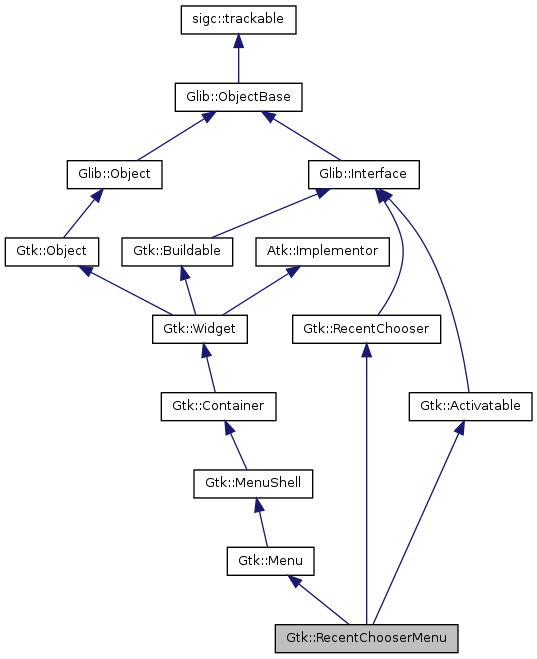 sigc::trackable
Glib::ObjectBase
Glib::Object
Glib::Interface
Gtk::Object
Gtk::Buildable
Atk::Implementor
Gtk::Widget
Gtk::RecentChooser
Gtk::Container
Gtk::Activatable
Gtk::MenuShell
Gtk::Menu
Gtk::RecentChooserMenu